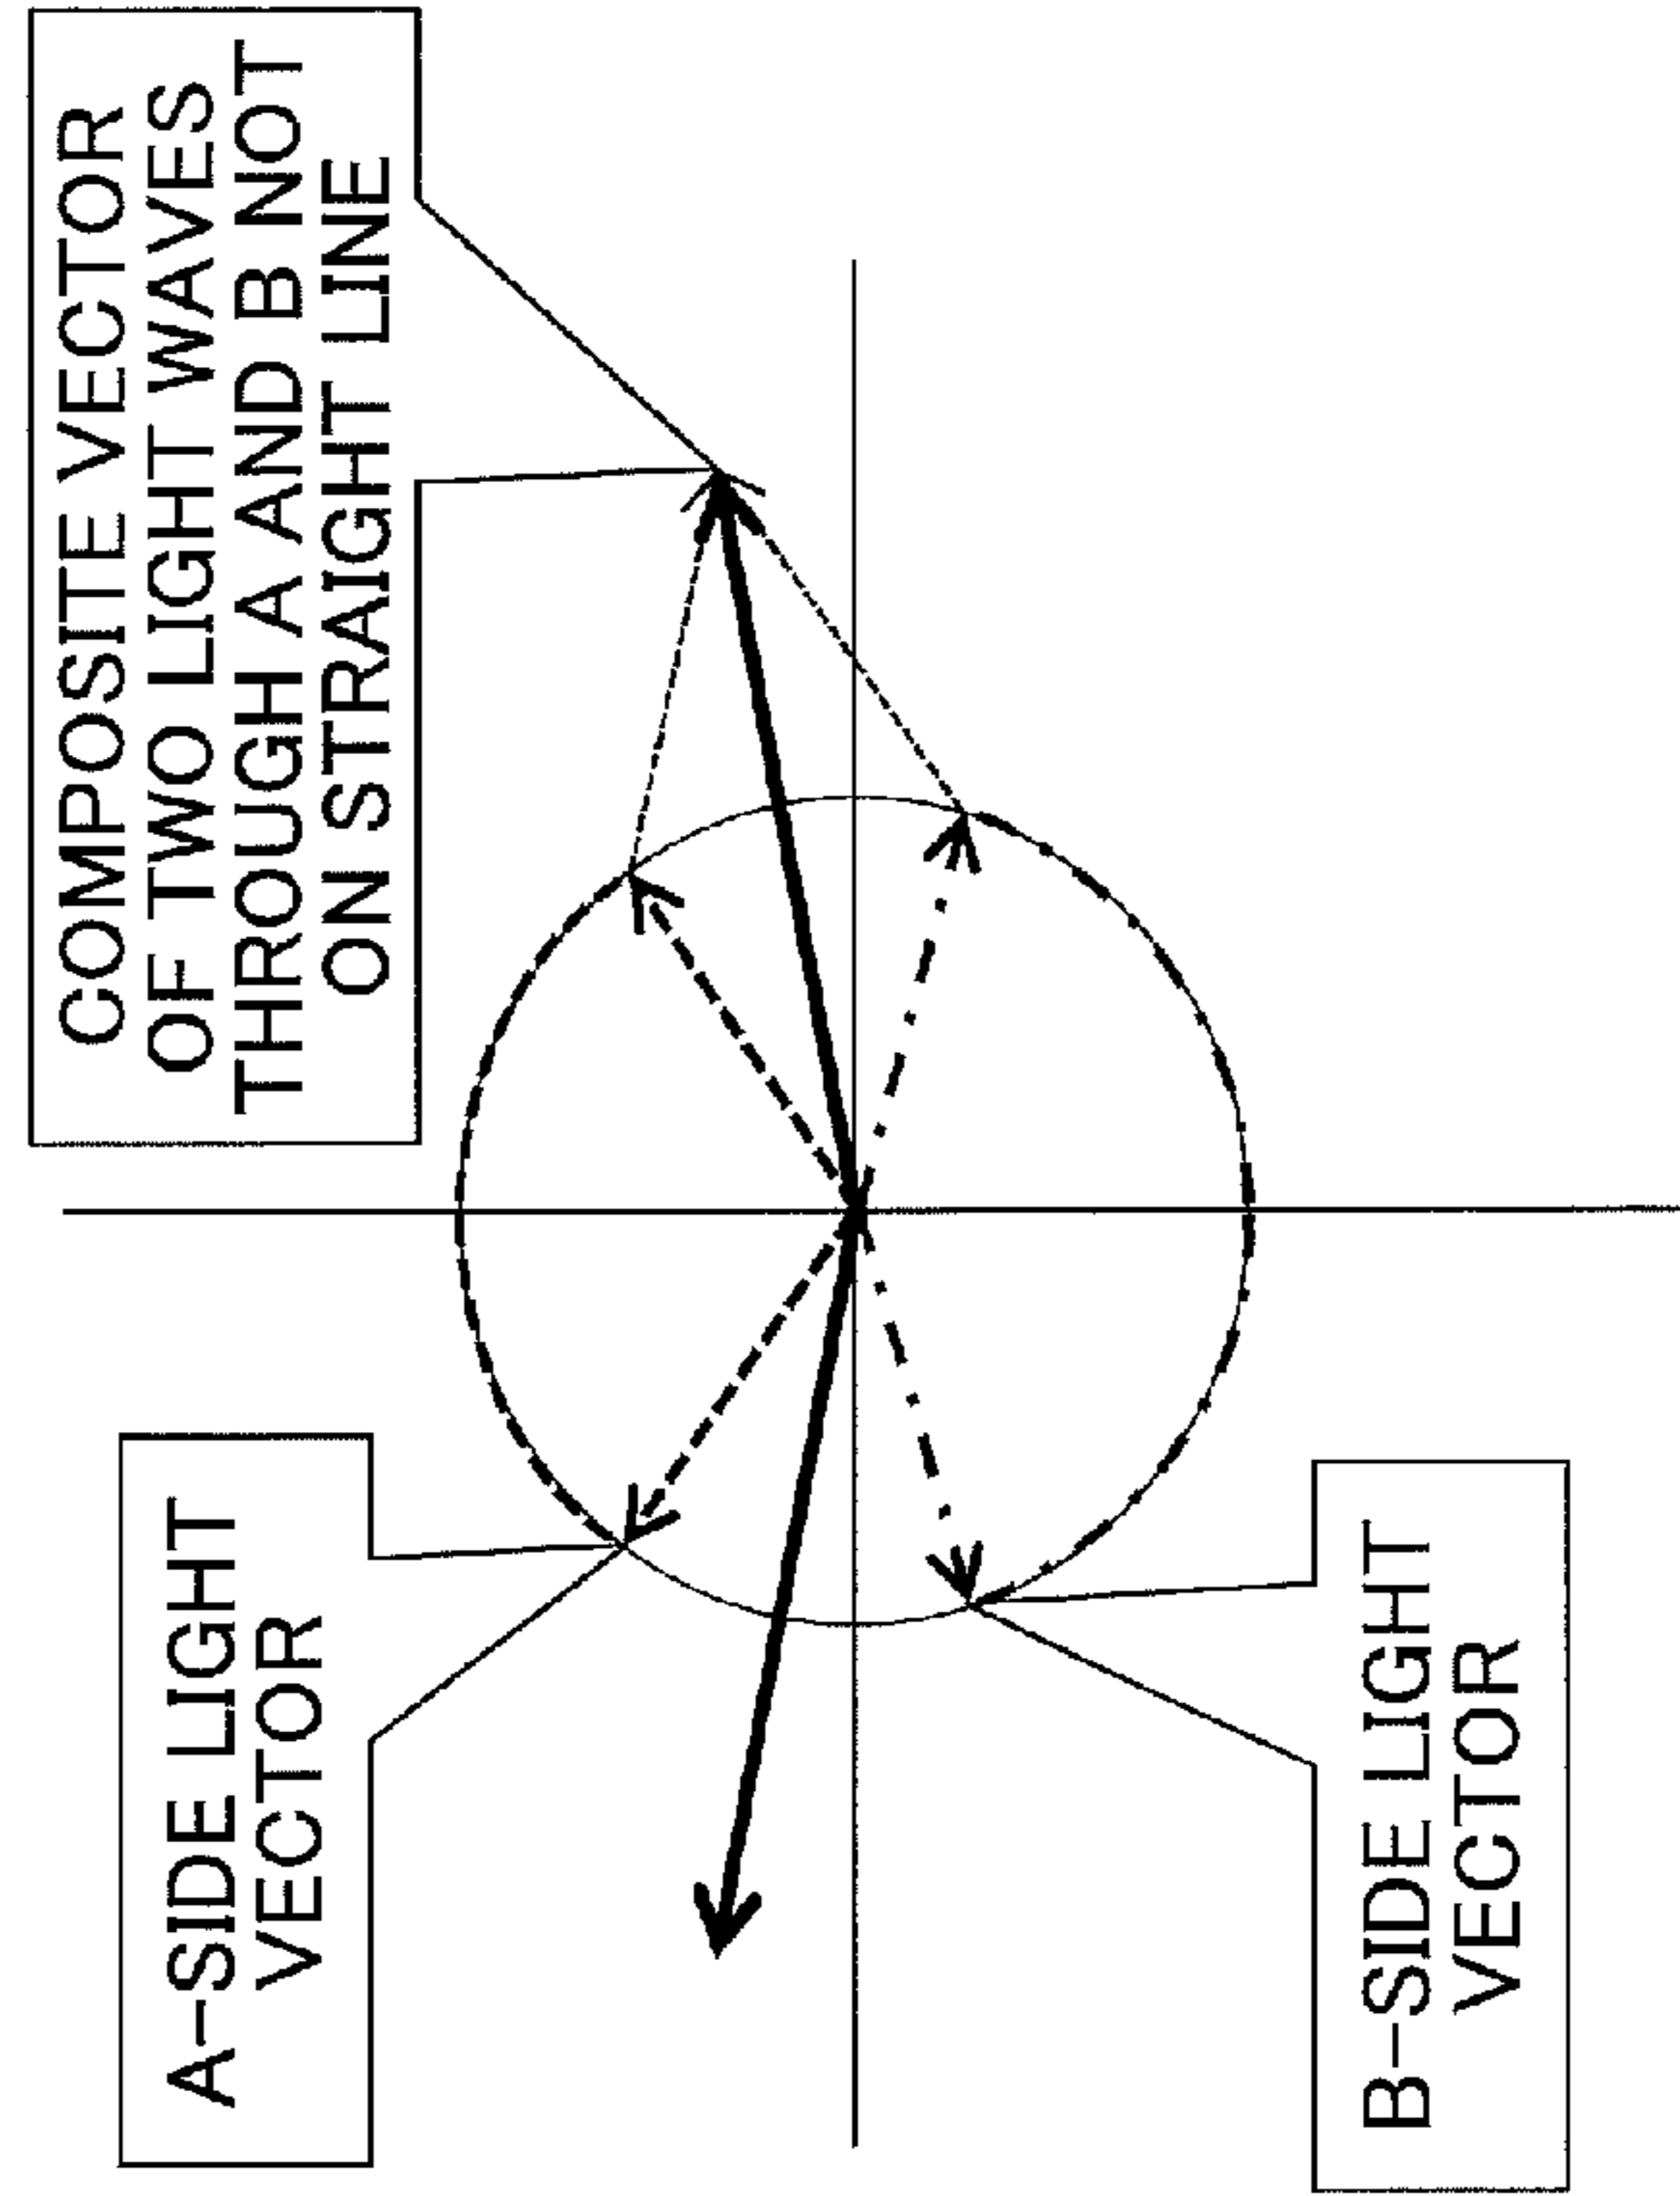 COMPOSITE VECTOR
OF TWO LIGHT WAVES
THROUGH A AND B NOT
ON STRAIGHT LINE
A-SIDE LIGHT
VECTOR
B-SIDE LIGHT
VECTOR